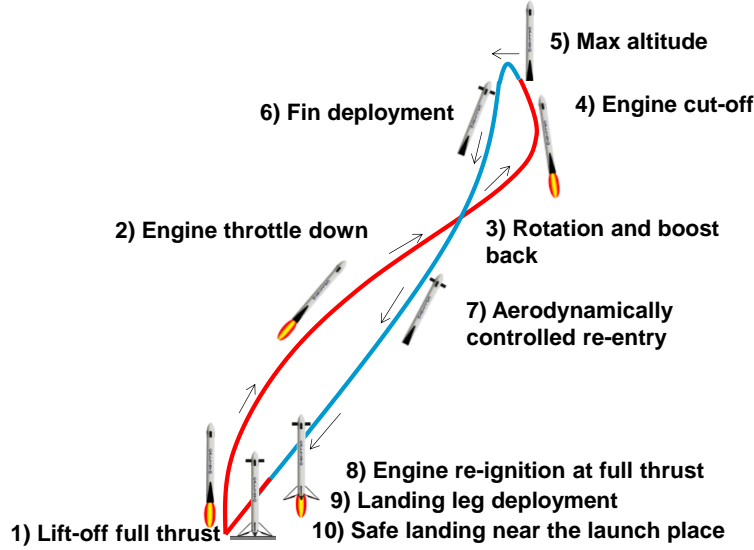 5) Max altitude
4) Engine cut-off
6) Fin deployment
2) Engine throttle down
3) Rotation and boost
back
7) Aerodynamically
controlled re-entry
8) Engine re-ignition at full thrust
9) Landing leg deployment
1) Lift-off full thrust
10) Safe landing near the launch place